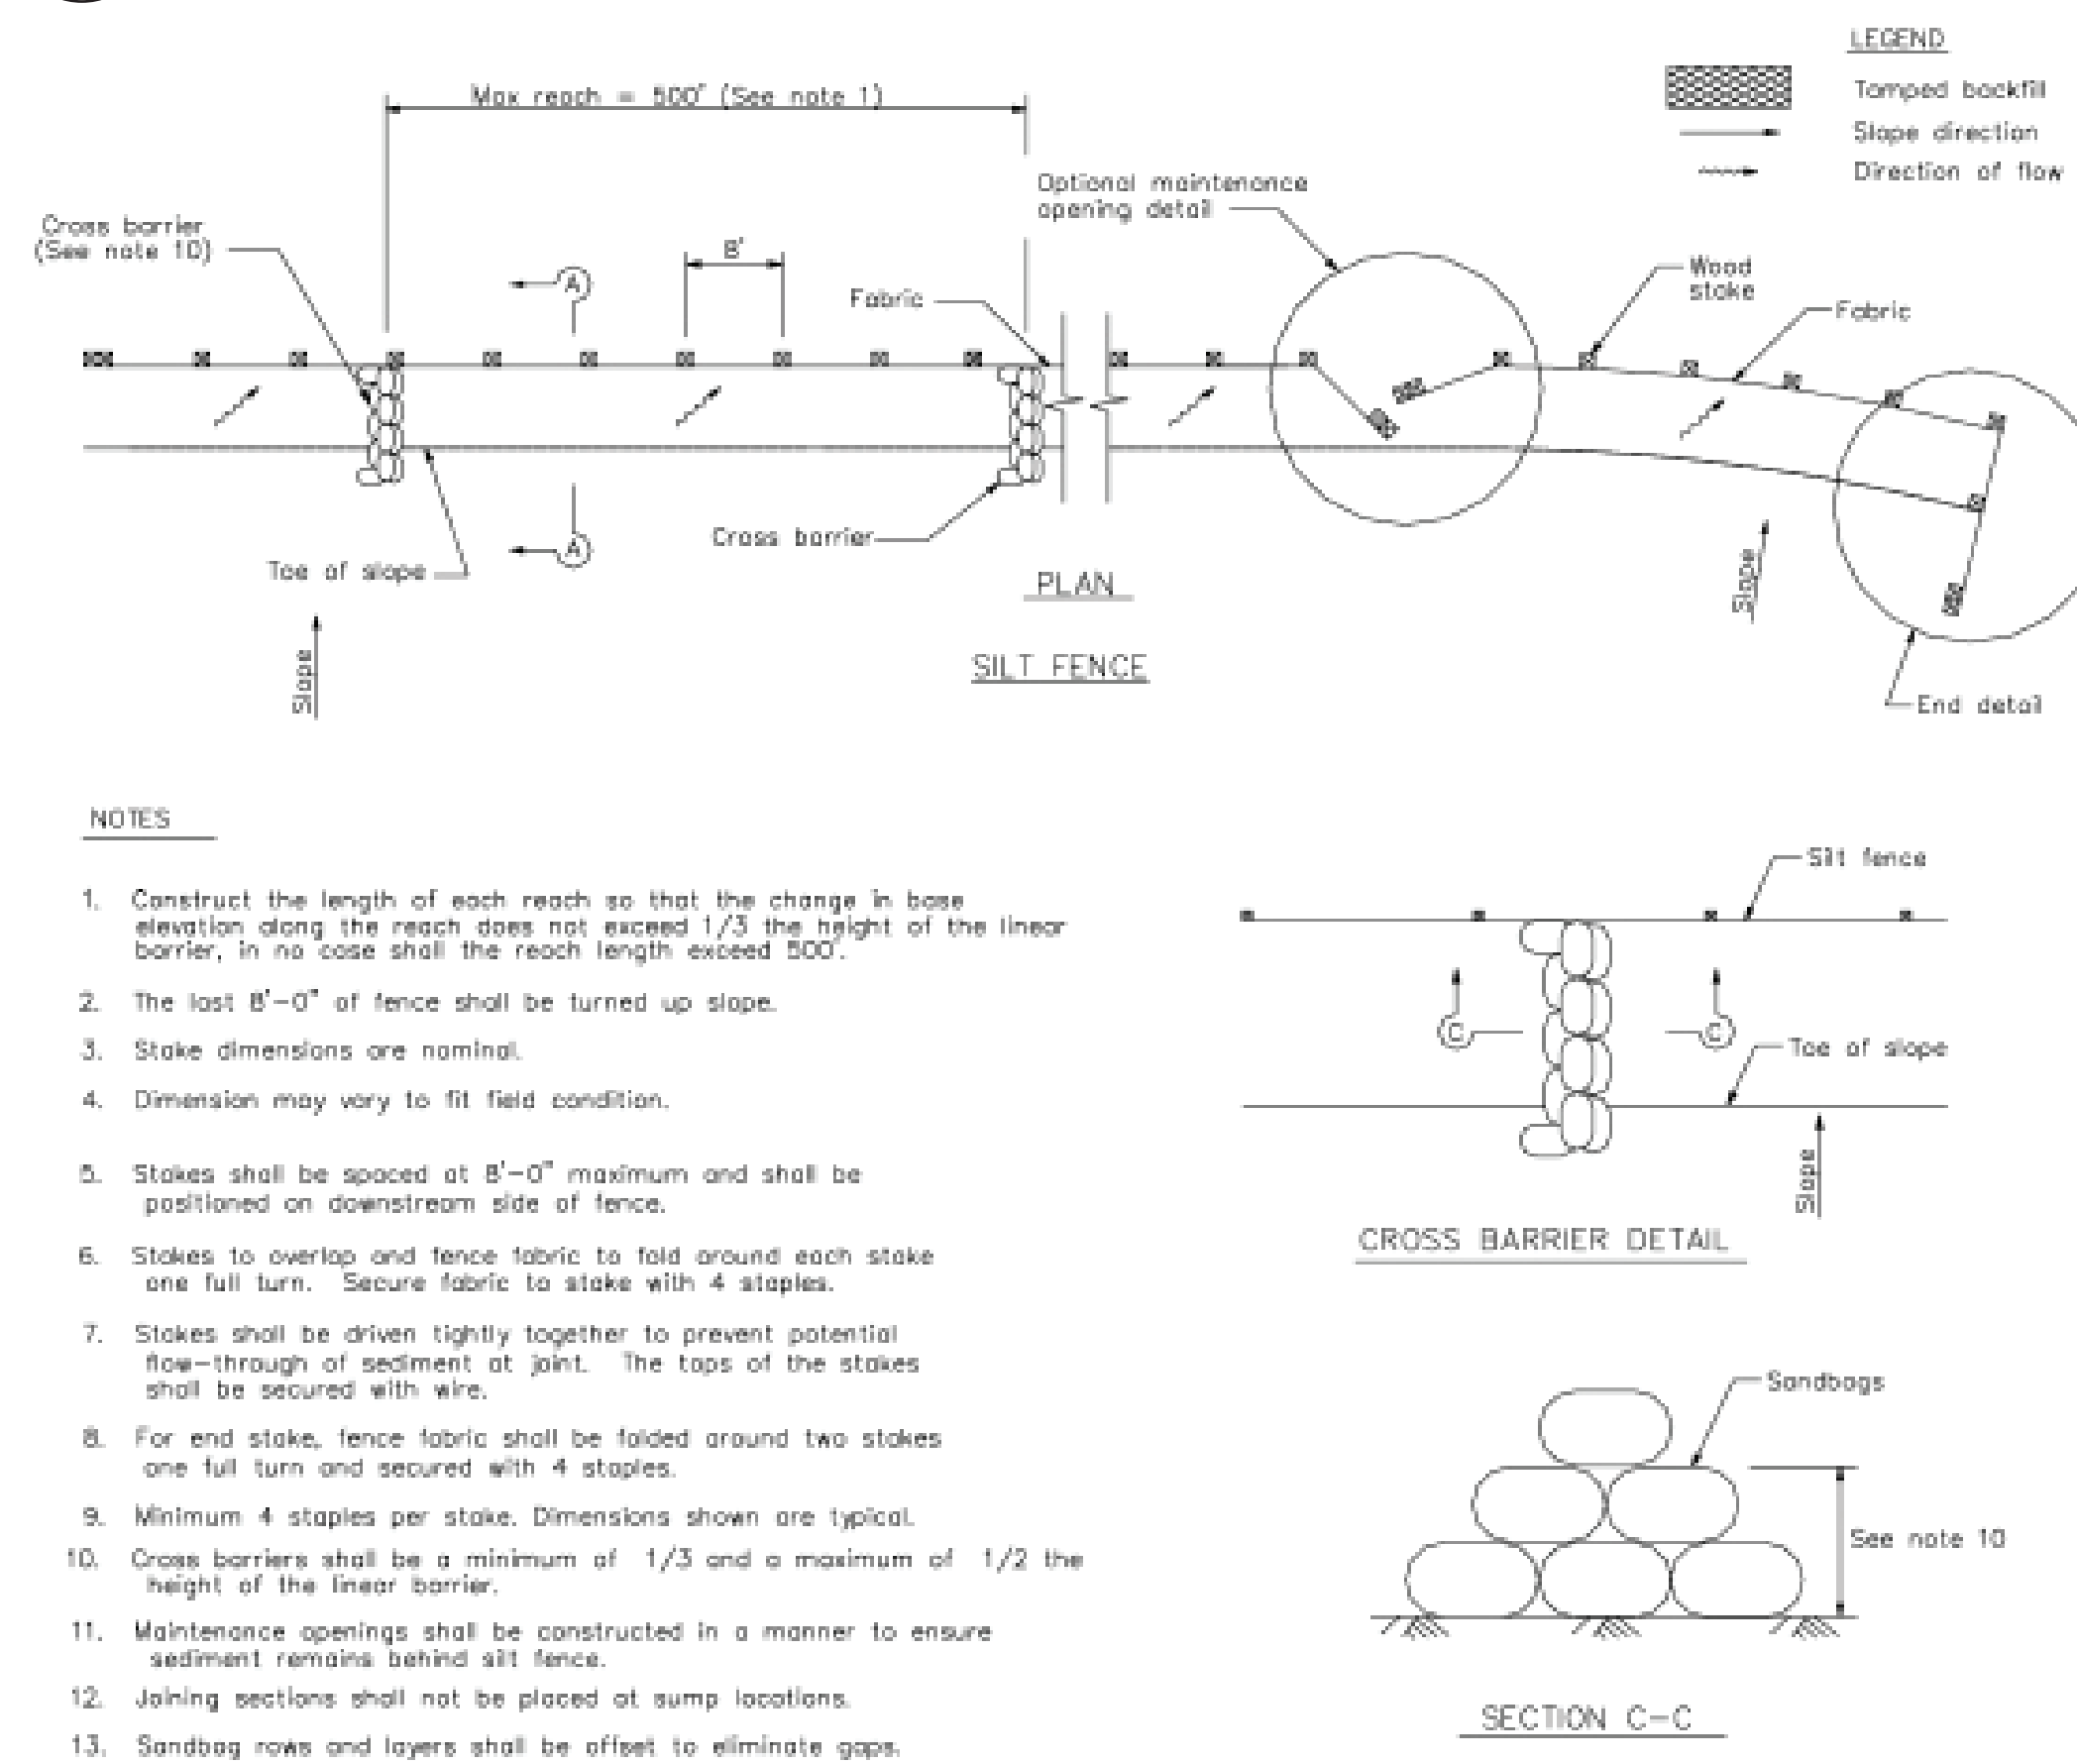 LEGEND
Tamped backfill
Slope direction
Direction of flow
Max reach = 500' (See note 1)
Optional maintenance
opening detail
Cross barrier
(See note 10)
8'
A
Fabric
Wood
stake
Fabric
Cross barrier
A
Toe of slope
PLAN
Slope
SILT FENCE
Slope
End detail
NOTES
1. Construct the length of each reach so that the change in base
elevation along the reach does not exceed 1/3 the height of the linear
barrier, in no case shall the reach length exceed 500'.
2. The last 8'-0" of fence shall be turned up slope.
3. Stake dimensions are nominal.
4. Dimension may vary to fit field condition.
5. Stakes shall be spaced at 8'-0" maximum and shall be
positioned on downstream side of fence.
6. Stakes to overlap and fence fabric to fold around each stake
one full turn. Secure fabric to stake with 4 staples.
7. Stakes shall be driven tightly together to prevent potential
flow-through of sediment at joint. The tops of the stakes
shall be secured with wire.
8. For end stake, fence fabric shall be folded around two stakes
one full turn and secured with 4 staples.
9. Minimum 4 staples per stake. Dimensions shown are typical.
10. Cross barriers shall be a minimum of 1/3 and a maximum of 1/2 the
height of the linear barrier.
11. Maintenance openings shall be constructed in a manner to ensure
sediment remains behind silt fence.
12. Joining sections shall not be placed at sump locations.
13. Sandbag rows and layers shall be offset to eliminate gaps.
Silt fence
C
C
Toe of slope
Slope
CROSS BARRIER DETAIL
Sandbags
See note 10
SECTION C-C